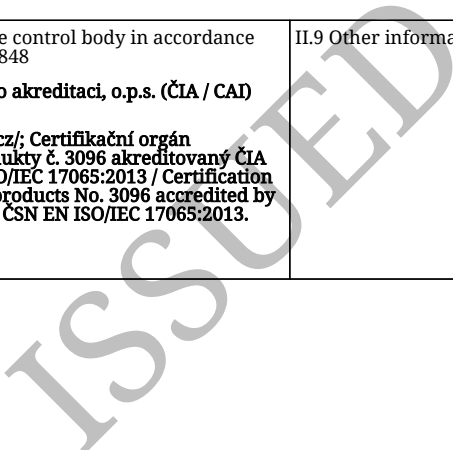 e control body in accordance
848
o akreditaci, o.p.s. (ČIA / CAI)
cz/; Certifikační orgán
ukty č. 3096 akreditovaný ČIA
O/IEC 17065:2013 / Certification
products No. 3096 accredited by
ČSN EN ISO/IEC 17065:2013.
II.9 Other informa
ISSUED